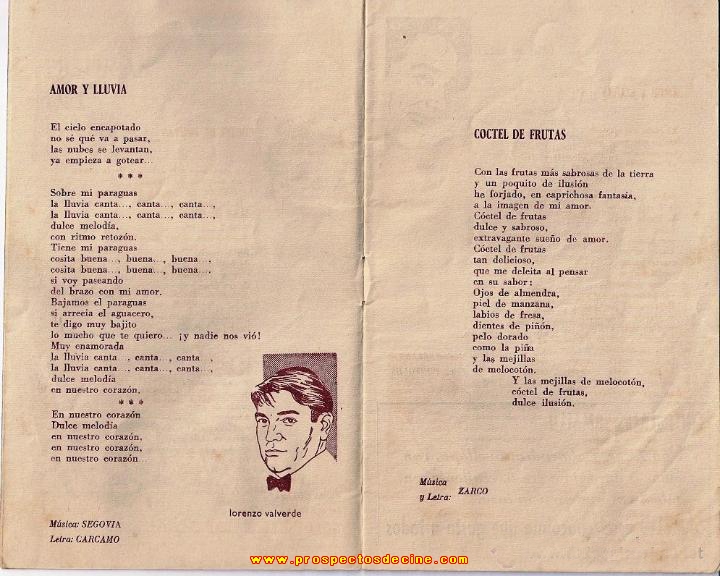 AMOR Y LLUVIA
El cielo encapotado
no sé qué va a pasar,
las nubes se levantan,
ya empieza a gotear...
* * *
Sobre mi paraguas
la lluvia canta..., canta..., canta...,
la lluvia canta..., canta..., canta...,
dulce melodía,
con ritmo retozón.
Tiene mi paraguas
cosita buena..., buena..., buena...,
cosita buena..., buena..., buena...,
si voy paseando
del brazo con mi amor.
Bajamos el paraguas
si arrecia el aguacero,
te digo muy bajito
lo mucho que te quiero... ¡y nadie nos vió!
Muy enamorada
la lluvia canta..., canta..., canta...,
la lluvia canta..., canta..., canta...,
dulce melodía
en nuestro corazón.
* * *
En nuestro corazón
Dulce melodía
en nuestro corazón,
en nuestro corazón,
en nuestro corazón...
Música: SEGOVIA
Letra: CARCAMO
lorenzo valverde
COCTEL DE FRUTAS
Con las frutas más sabrosas de la tierra
y un poquito de ilusión
he forjado, en caprichosa fantasía,
a la imagen de mi amor.
Cóctel de frutas
dulce y sabroso,
extravagante sueño de amor.
Cóctel de frutas
tan delicioso,
que me deleita al pensar
en su sabor:
Ojos de almendra,
piel de manzana,
labios de fresa,
dientes de piñón,
pelo dorado
como la piña
y las mejillas
de melocotón.
Y las mejillas de melocotón,
cóctel de frutas,
dulce ilusión.
Música
y Letra: ZARCO
www.prospectosdecine.com